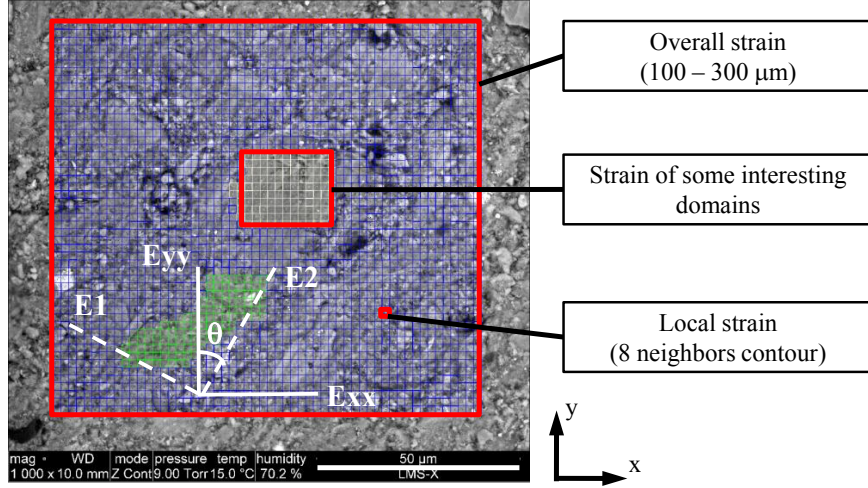 Overall strain
(100 – 300 μm)
Strain of some interesting
domains
Eyy
E2
E1
θ
Local strain
(8 neighbors contour)
Exx
y
x
mag WD mode pressure temp humidity 50 μm
1 000 x 10.0 mm Z Cont 9.00 Torr 15.0 °C 70.2 % LMS-X